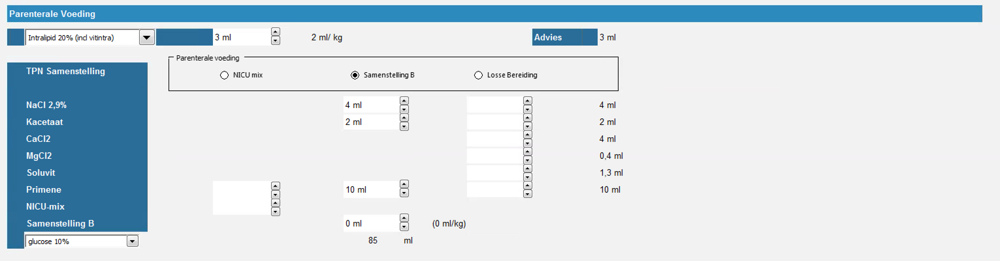 Parenterale Voeding
Intralipid 20% (incl vitintra) 3 ml 2 ml/ kg Advies 3 ml
Parenterale voeding
TPN Samenstelling
NICU mix Samenstelling B Losse Bereiding
NaCl 2,9% 4 ml 4 ml
Kacetaat 2 ml 2 ml
CaCl2 4 ml
MgCl2 0,4 ml
Soluvit 1,3 ml
Primene 10 ml 10 ml
NICU-mix
Samenstelling B 0 ml (0 ml/kg)
glucose 10% 85 ml